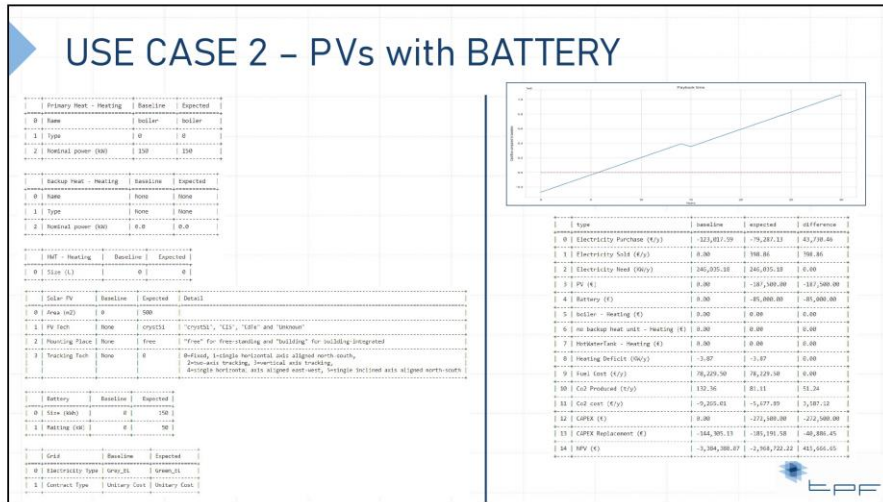 USE CASE 2 – PVs with BATTERY
Primary Heat - Heating | Baseline | Expected
0 | Name | boiler | boiler
1 | Type | 0 | 0
2 | Nominal power (kW) | 150 | 150
Backup Heat - Heating | Baseline | Expected
0 | Name | None | None
1 | Type | None | None
2 | Nominal power (kW) | 0.0 | 0.0
HWT - Heating | Baseline | Expected
0 | Size (L) | 0 | 0
Solar PV | Baseline | Expected | Detail
0 | Area (m2) | 0 | 500
1 | PV Tech | None | crystSi | "crystSi", "CIS", "CdTe" and "Unknown"
2 | Mounting Place | None | free | "free" for free-standing and "building" for building-integrated
3 | Tracking Tech | None | 0 | 0=fixed, 1=single horizontal axis aligned north-south,
2=two-axis tracking, 3=vertical axis tracking,
4=single horizontal axis aligned east-west, 5=single inclined axis aligned north-south
Battery | Baseline | Expected
0 | Size (kWh) | 0 | 150
1 | Ratting (kW) | 0 | 50
Grid | Baseline | Expected
0 | Electricity Type | Grey_EL | Green_EL
1 | Contract Type | Unitary Cost | Unitary Cost
Payback time
type | baseline | expected | difference
0 | Electricity Purchase (€/y) | -123,017.59 | -79,287.13 | 43,730.46
1 | Electricity Sold (€/y) | 0.00 | 398.86 | 398.86
2 | Electricity Need (KW/y) | 246,035.18 | 246,035.18 | 0.00
3 | PV (€) | 0.00 | -187,500.00 | -187,500.00
4 | Battery (€) | 0.00 | -85,000.00 | -85,000.00
5 | boiler - Heating (€) | 0.00 | 0.00 | 0.00
6 | no backup heat unit - Heating (€) | 0.00 | 0.00 | 0.00
7 | HotWaterTank - Heating (€) | 0.00 | 0.00 | 0.00
8 | Heating Deficit (KW/y) | -3.87 | -3.87 | 0.00
9 | Fuel Cost (€/y) | 78,229.50 | 78,229.50 | 0.00
10 | Co2 Produced (t/y) | 132.36 | 81.11 | 51.24
11 | Co2 cost (€/y) | -9,265.01 | -5,677.89 | 3,587.12
12 | CAPEX (€) | 0.00 | -272,500.00 | -272,500.00
13 | CAPEX Replacement (€) | -144,305.13 | -185,191.58 | -40,886.45
14 | NPV (€) | -3,384,388.87 | -2,968,722.22 | 415,666.65
tpf